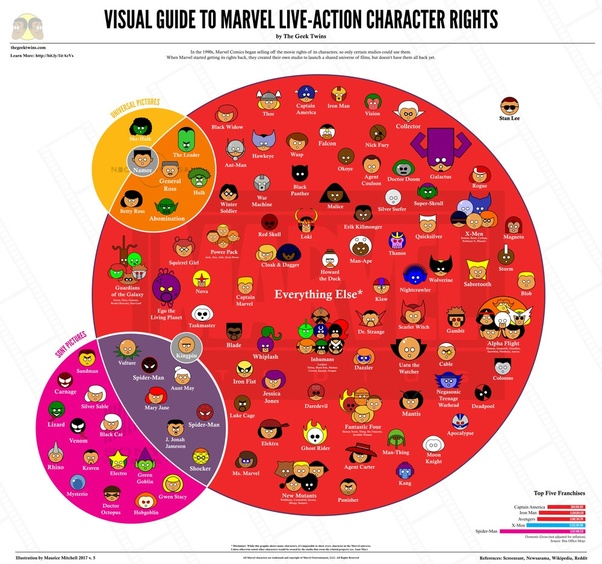 VISUAL GUIDE TO MARVEL LIVE-ACTION CHARACTER RIGHTS
by The Geek Twins
thegeektwins.com
In the 1990s, Marvel Comics began selling off the movie rights of its characters, so only certain studios could use them.
When Marvel started getting its rights back, they created their own studio to launch a shared universe of films, but doesn't have them all back yet.
UNIVERSAL PICTURES
Namor
The Leader
General
Ross
Hulk
Betty Ross
Abomination
Thor
Captain
America
Iron Man
Vision
Collector
Stan Lee
Black Widow
Falcon
Nick Fury
Ant-Man
Hawkeye
Wasp
Okoye
Agent
Coulson
Doctor Doom
Galactus
Rogue
Winter
Soldier
War
Machine
Black
Panther
Malice
Silver Surfer
Super-Skrull
Red Skull
Loki
Erik Killmonger
Quicksilver
X-Men
Magneto
Squirrel Girl
Power Pack
Cloak & Dagger
Howard
the Duck
Man-Ape
Thanos
Storm
Guardians
of the Galaxy
Ego the
Living Planet
Nova
Captain
Marvel
Everything Else*
Klaw
Nightcrawler
Wolverine
Sabretooth
Blob
Taskmaster
Blade
Whiplash
Inhumans
Dr. Strange
Scarlet Witch
Gambit
Alpha Flight
SONY PICTURES
Kingpin
Vulture
Sandman
Spider-Man
Aunt May
Iron Fist
Dazzler
Uatu the
Watcher
Cable
Colossus
Carnage
Silver Sable
Mary Jane
Jessica
Jones
Negasonic
Teenage
Warhead
Deadpool
Lizard
Venom
Black Cat
Spider-Man
Luke Cage
Daredevil
Fantastic Four
Mantis
Apocalypse
J. Jonah
Jameson
Elektra
Ghost Rider
Man-Thing
Moon
Knight
Rhino
Kraven
Electro
Green
Goblin
Shocker
Ms. Marvel
Agent Carter
Kang
Mysterio
Doctor
Octopus
Hobgoblin
Gwen Stacy
New Mutants
Punisher
Top Five Franchises
Captain America
Iron Man
Avengers
X-Men
Spider-Man
Illustration by Maurice Mitchell 2017 v. 5
References: Screenrant, Newsarama, Wikipedia, Reddit